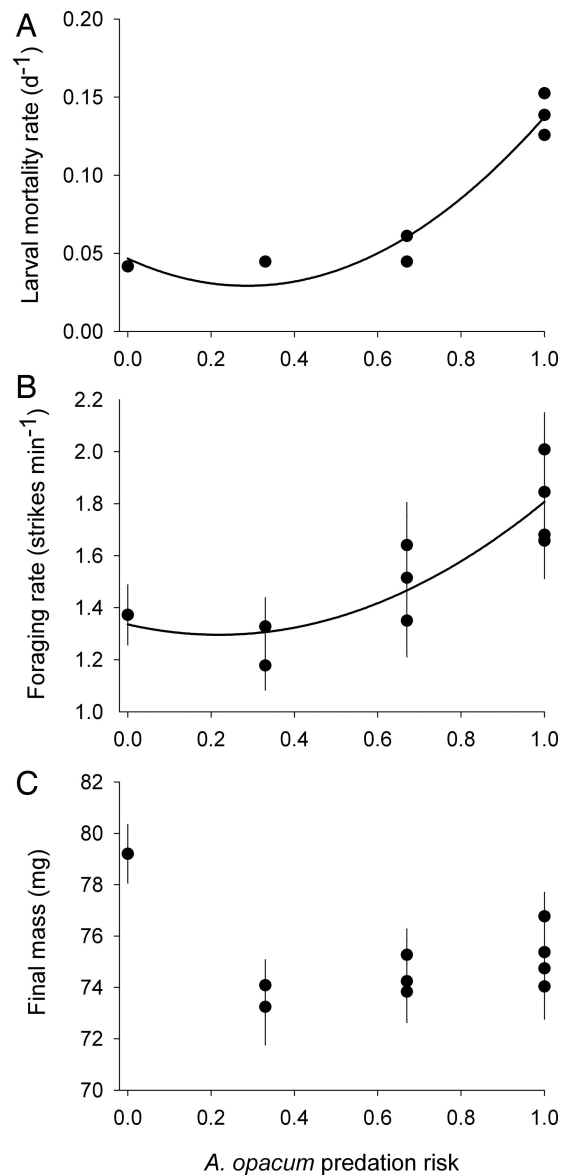 A
Larval mortality rate (d⁻¹)
0.20
0.15
0.10
0.05
0.00
0.0 0.2 0.4 0.6 0.8 1.0
B
Foraging rate (strikes min⁻¹)
2.2
2.0
1.8
1.6
1.4
1.2
1.0
0.0 0.2 0.4 0.6 0.8 1.0
C
Final mass (mg)
82
80
78
76
74
72
70
0.0 0.2 0.4 0.6 0.8 1.0
A. opacum predation risk